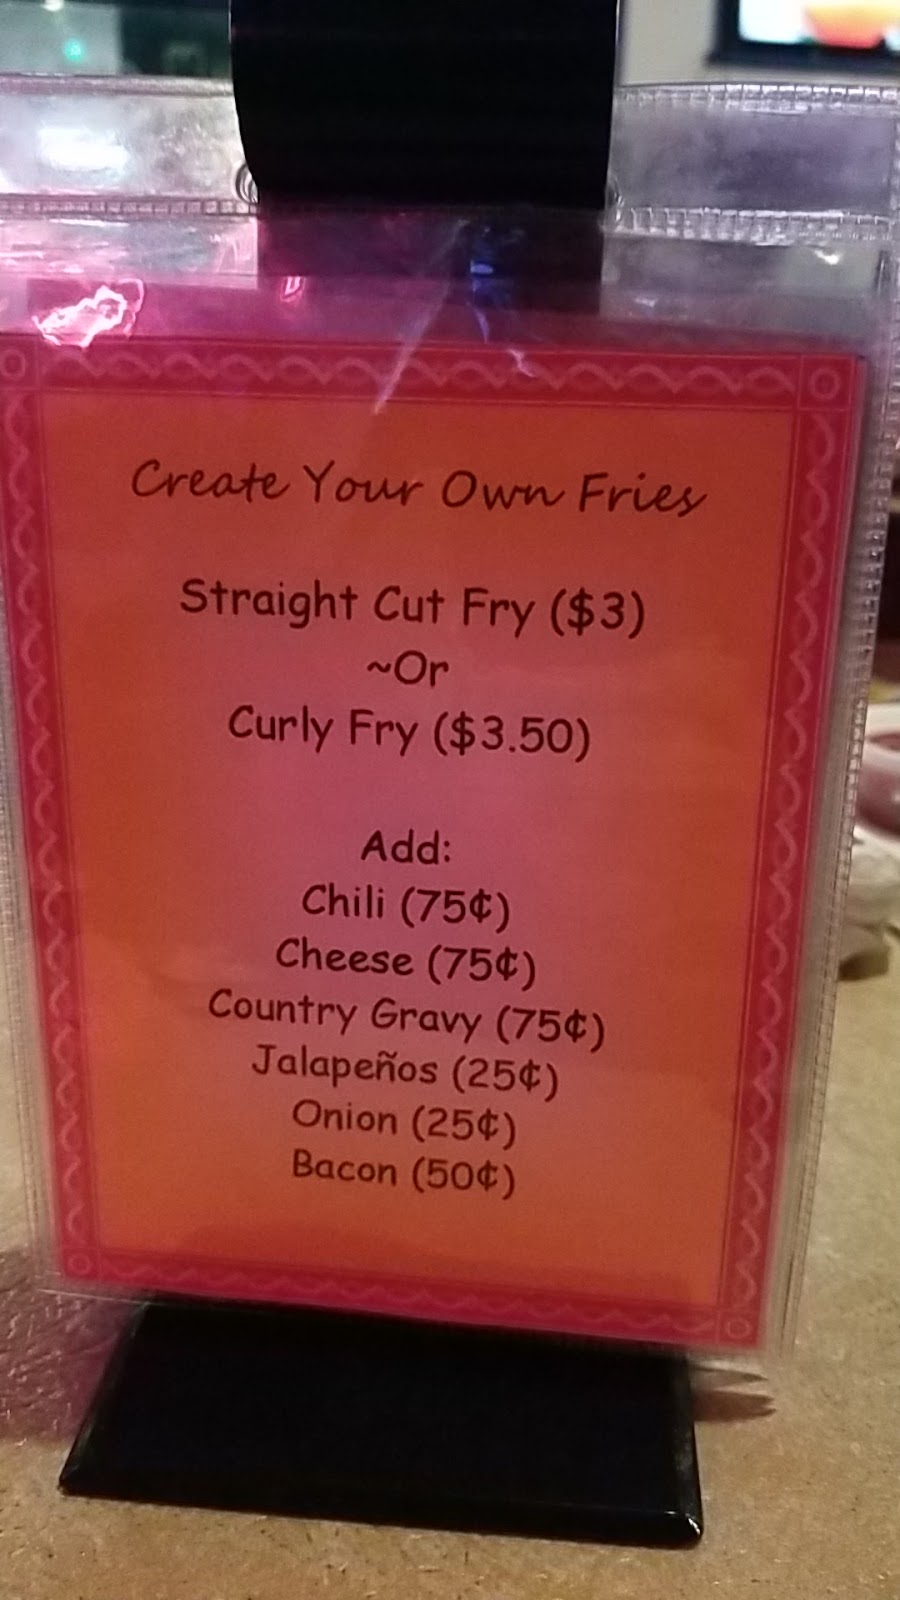 Create Your Own Fries
Straight Cut Fry ($3)
~Or
Curly Fry ($3.50)
Add:
Chili (75¢)
Cheese (75¢)
Country Gravy (75¢)
Jalapeños (25¢)
Onion (25¢)
Bacon (50¢)